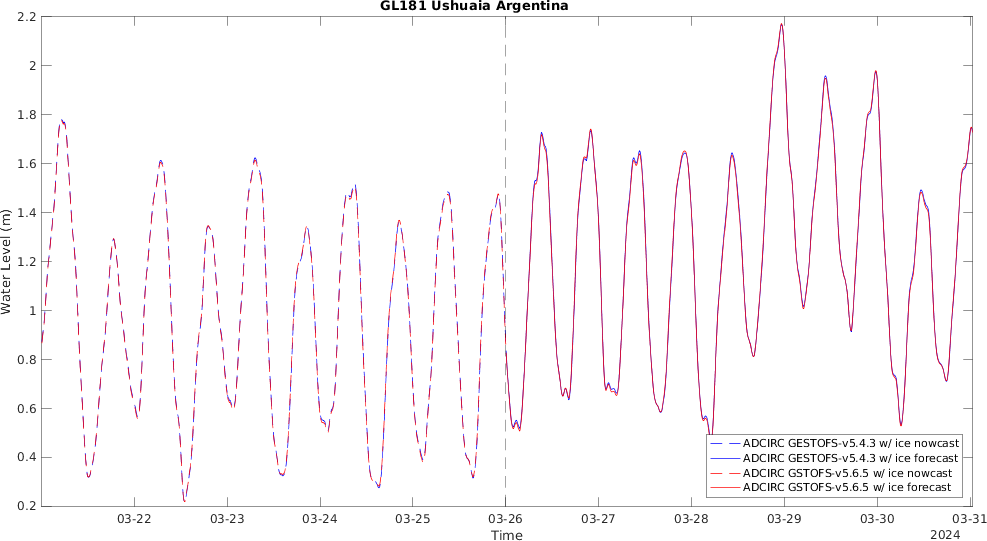 GL181 Ushuaia Argentina
2.2
2
1.8
1.6
1.4
1.2
1
0.8
0.6
0.4
0.2
Water Level (m)
03-22 03-23 03-24 03-25 03-26 03-27 03-28 03-29 03-30 03-31
Time
2024
ADCIRC GESTOFS-v5.4.3 w/ ice nowcast
ADCIRC GESTOFS-v5.4.3 w/ ice forecast
ADCIRC GSTOFS-v5.6.5 w/ ice nowcast
ADCIRC GSTOFS-v5.6.5 w/ ice forecast